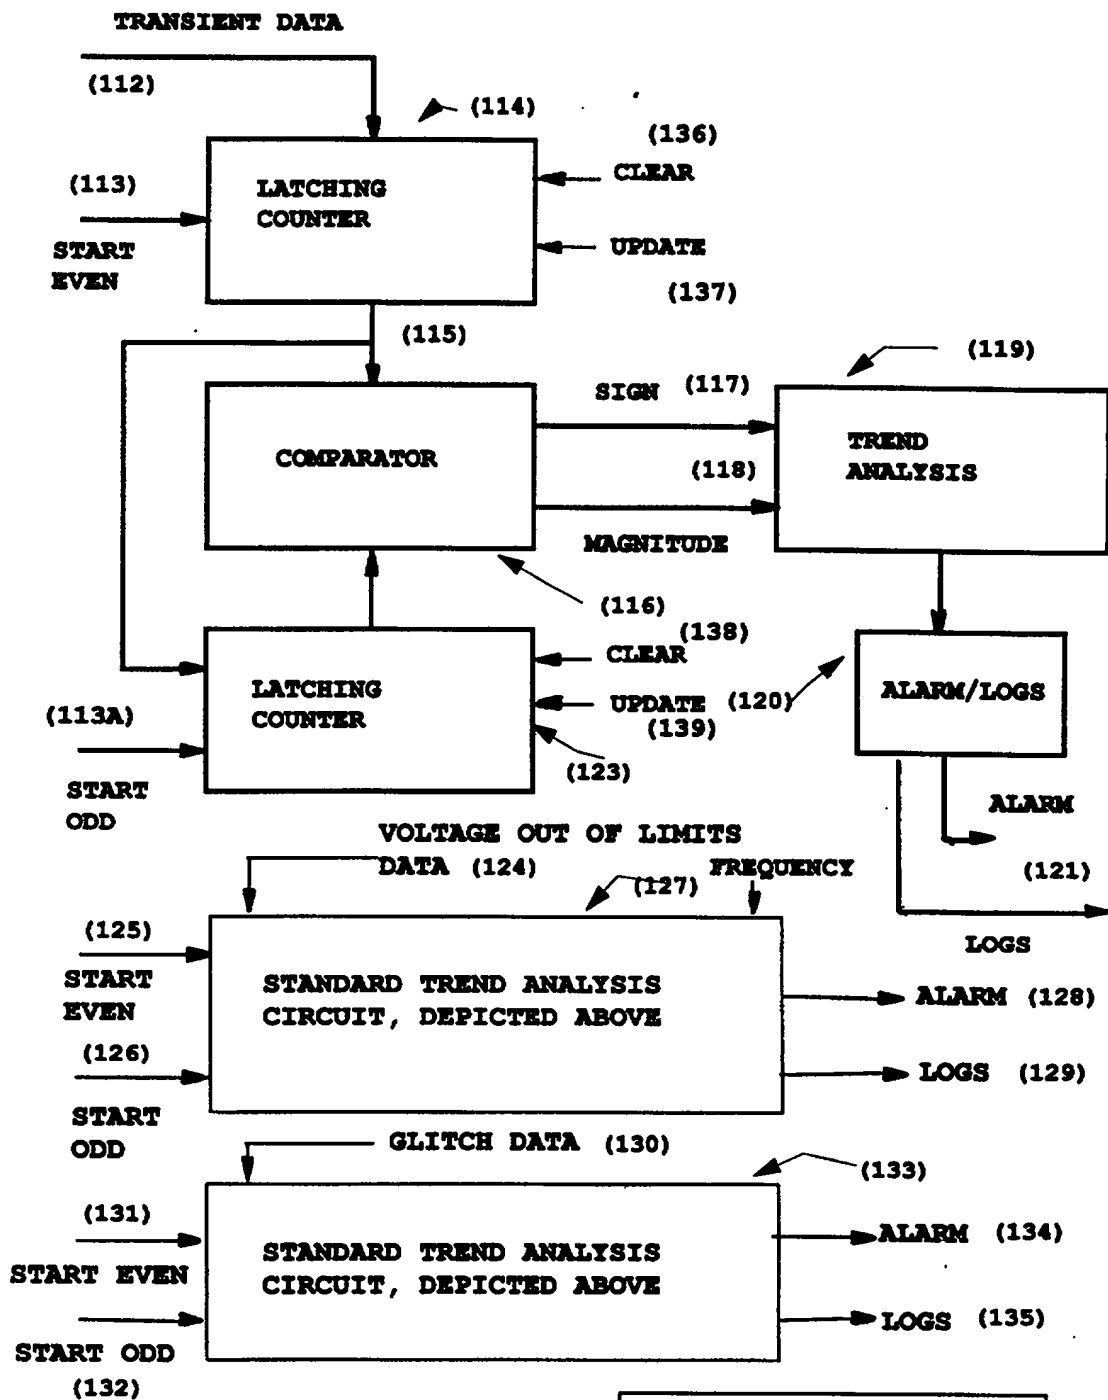 TRANSIENT DATA
(112)
(114)
(136)
(113)
LATCHING
COUNTER
CLEAR
START
EVEN
UPDATE
(137)
(115)
(119)
SIGN (117)
COMPARATOR
TREND
ANALYSIS
(118)
MAGNITUDE
(116)
(138)
CLEAR
LATCHING
COUNTER
UPDATE (120)
(139)
ALARM/LOGS
(113A)
(123)
START
ODD
ALARM
VOLTAGE OUT OF LIMITS
DATA (124)
FREQUENCY
(127)
(121)
LOGS
(125)
START
EVEN
STANDARD TREND ANALYSIS
CIRCUIT, DEPICTED ABOVE
ALARM (128)
(126)
LOGS (129)
START
ODD
GLITCH DATA (130)
(133)
(131)
ALARM (134)
STANDARD TREND ANALYSIS
CIRCUIT, DEPICTED ABOVE
START EVEN
LOGS (135)
START ODD
(132)